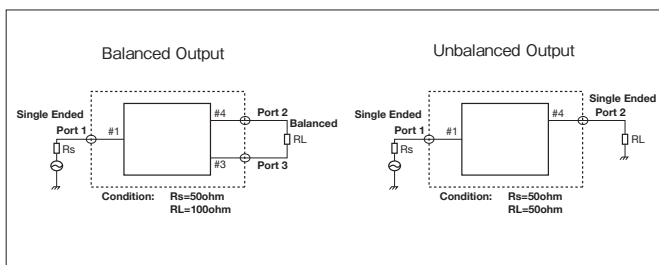 Balanced Output
Single Ended
Port 1
#1
Rs
#4
Port 2
Balanced
RL
#3
Port 3
Condition: Rs=50ohm
RL=100ohm
Unbalanced Output
Single Ended
Port 1
#1
Rs
#4
Single Ended
Port 2
RL
Condition: Rs=50ohm
RL=50ohm